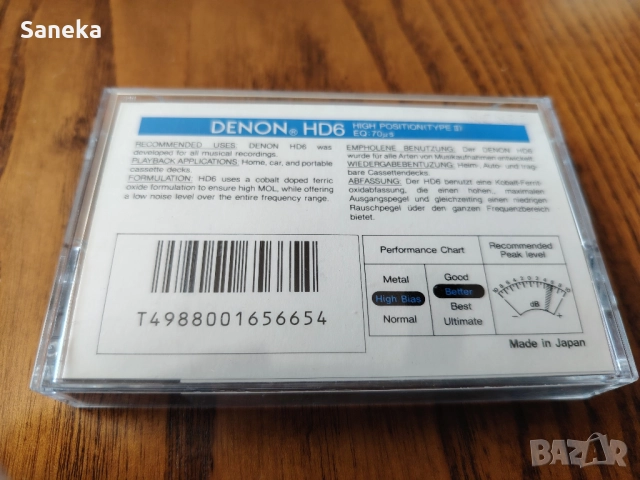 Saneka
DENON® HD6 HIGH POSITION (TYPE II)
EQ: 70μs
RECOMMENDED USES: DENON HD6 was
developed for all musical recordings.
PLAYBACK APPLICATIONS: Home, car, and portable
cassette decks.
FORMULATION: HD6 uses a cobalt doped ferric
oxide formulation to ensure high MOL, while offering
a low noise level over the entire frequency range.
EMPHOLENE BENUTZUNG: Der DENON HD6
wurde für alle Arten von Musikaufnahmen entwickelt.
WIEDERGABEBENUTZUNG: Heim-, Auto- und trag-
bare Cassettendecks.
ABFASSUNG: Der HD6 benutzt eine Kobalt-Ferrit-
oxidabfassung, die einen hohen, maximalen
Ausgangspegel und gleichzeiting einen niedrigen
Rauschpegel über den ganzen Frequenzbereich
bietet.
T4988001656654
Performance Chart
Metal
High Bias
Normal
Good
Better
Best
Ultimate
Recommended
Peak level
dB
+
Made in Japan
BAZAR